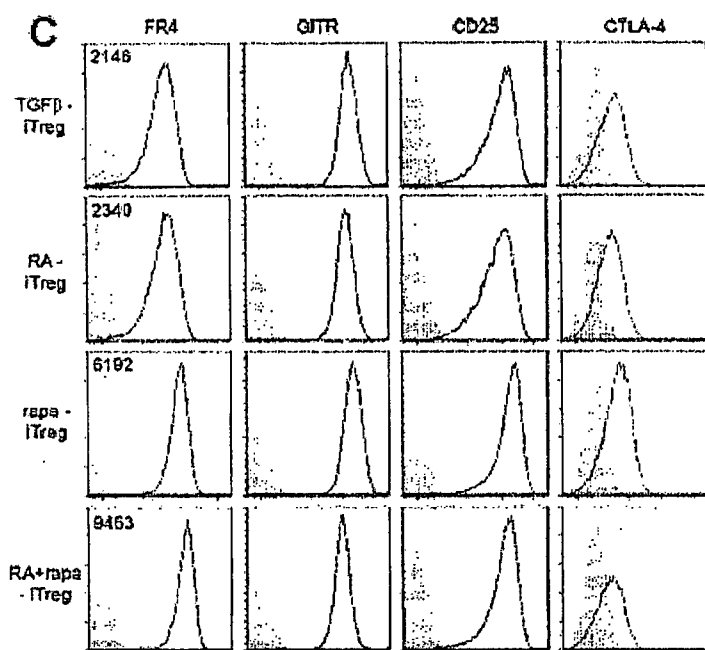 C
FR4 GITR CD25 CTLA-4
2146
TGFβ -
iTreg
2340
RA -
iTreg
6192
rapa -
iTreg
9463
RA+rapa
- iTreg